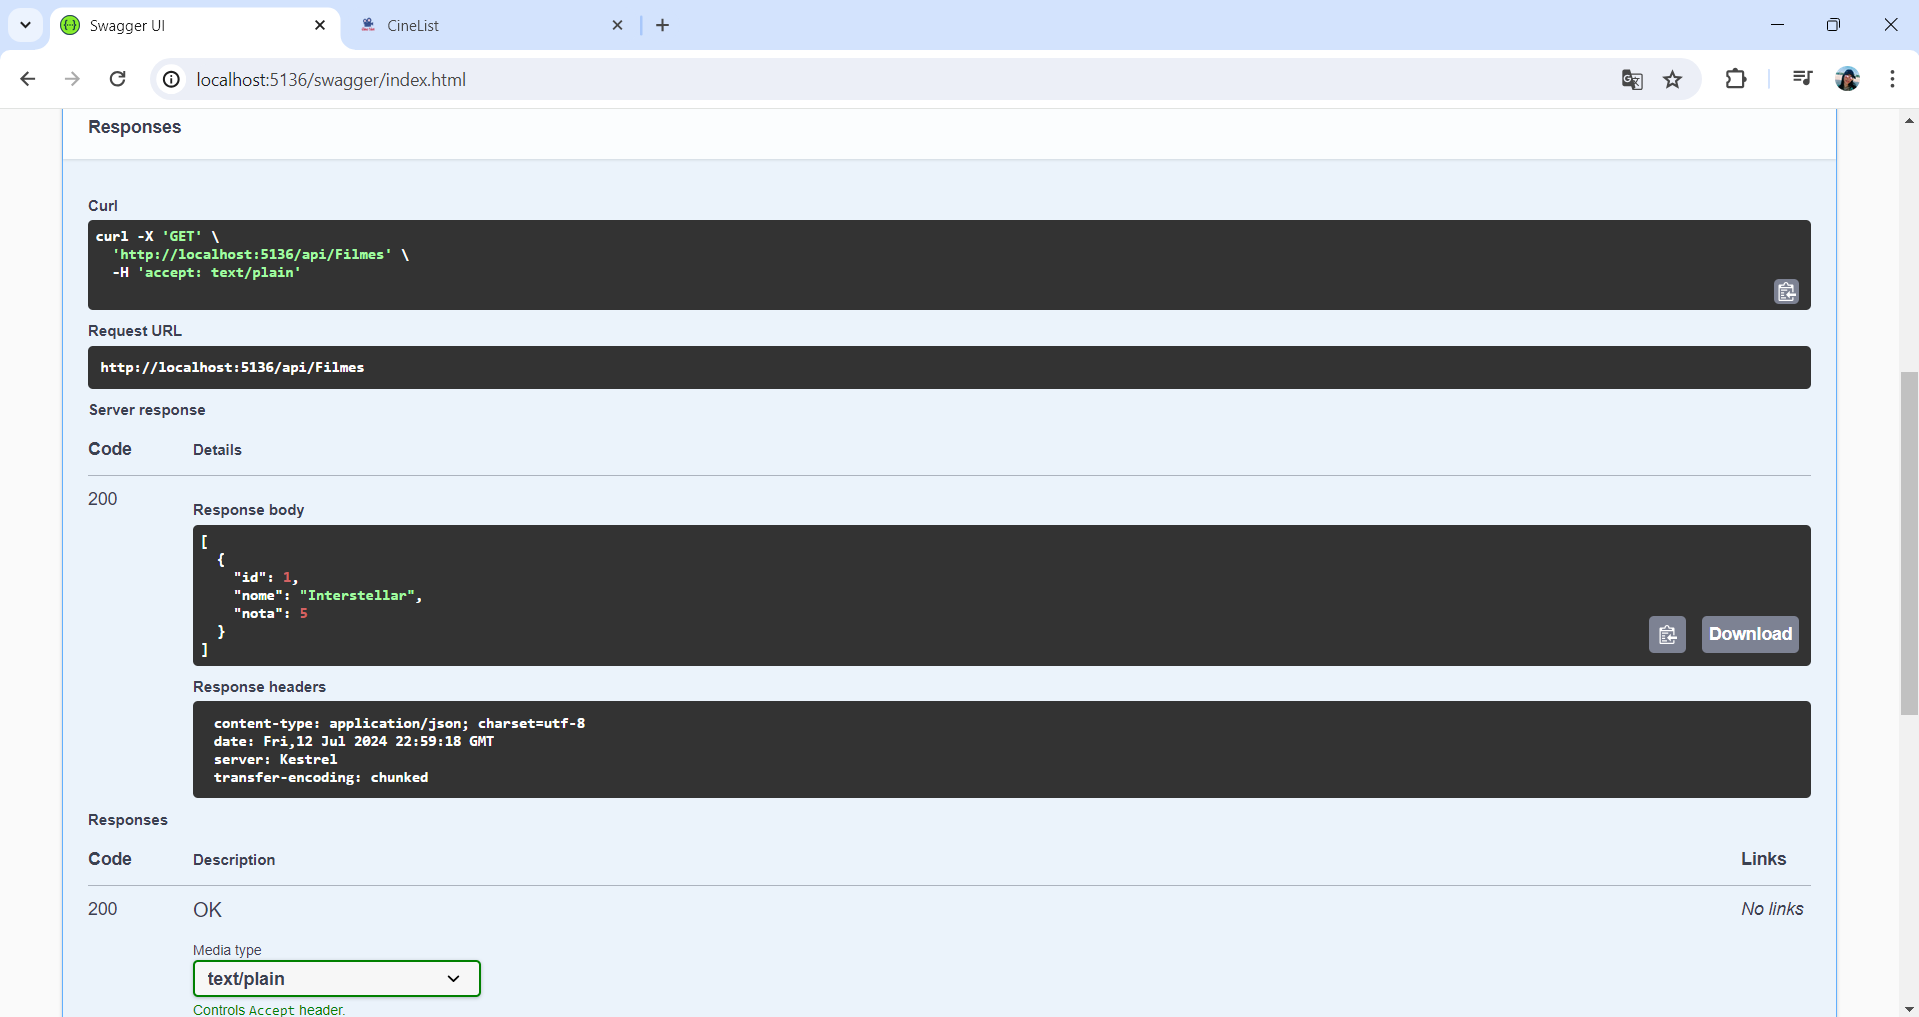 Swagger UI
CineList
localhost:5136/swagger/index.html
Responses
Curl
curl -X 'GET' \
'http://localhost:5136/api/Filmes' \
-H 'accept: text/plain'
Request URL
http://localhost:5136/api/Filmes
Server response
Code Details
200
Response body
[
{
"id": 1,
"nome": "Interstellar",
"nota": 5
}
]
Download
Response headers
content-type: application/json; charset=utf-8
date: Fri,12 Jul 2024 22:59:18 GMT
server: Kestrel
transfer-encoding: chunked
Responses
Code Description Links
200 OK No links
Media type
text/plain
Controls Accept header.